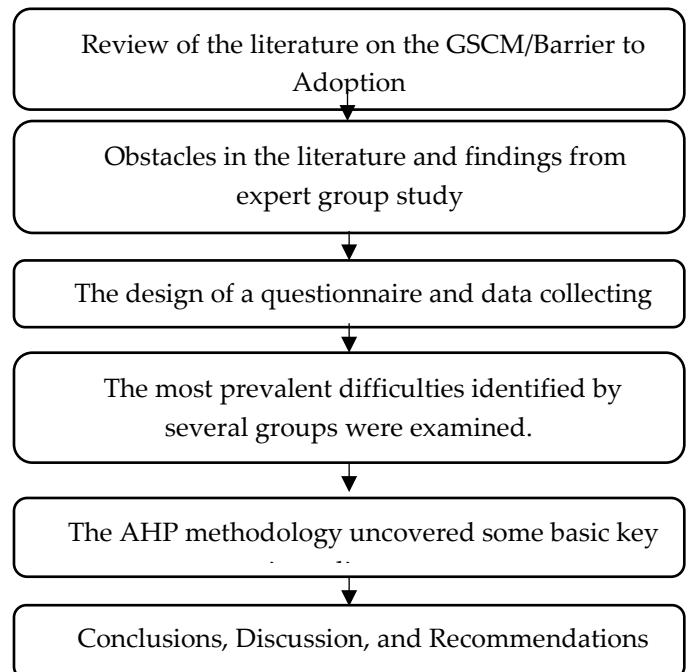 Review of the literature on the GSCM/Barrier to
Adoption
Obstacles in the literature and findings from
expert group study
The design of a questionnaire and data collecting
The most prevalent difficulties identified by
several groups were examined.
The AHP methodology uncovered some basic key
Conclusions, Discussion, and Recommendations